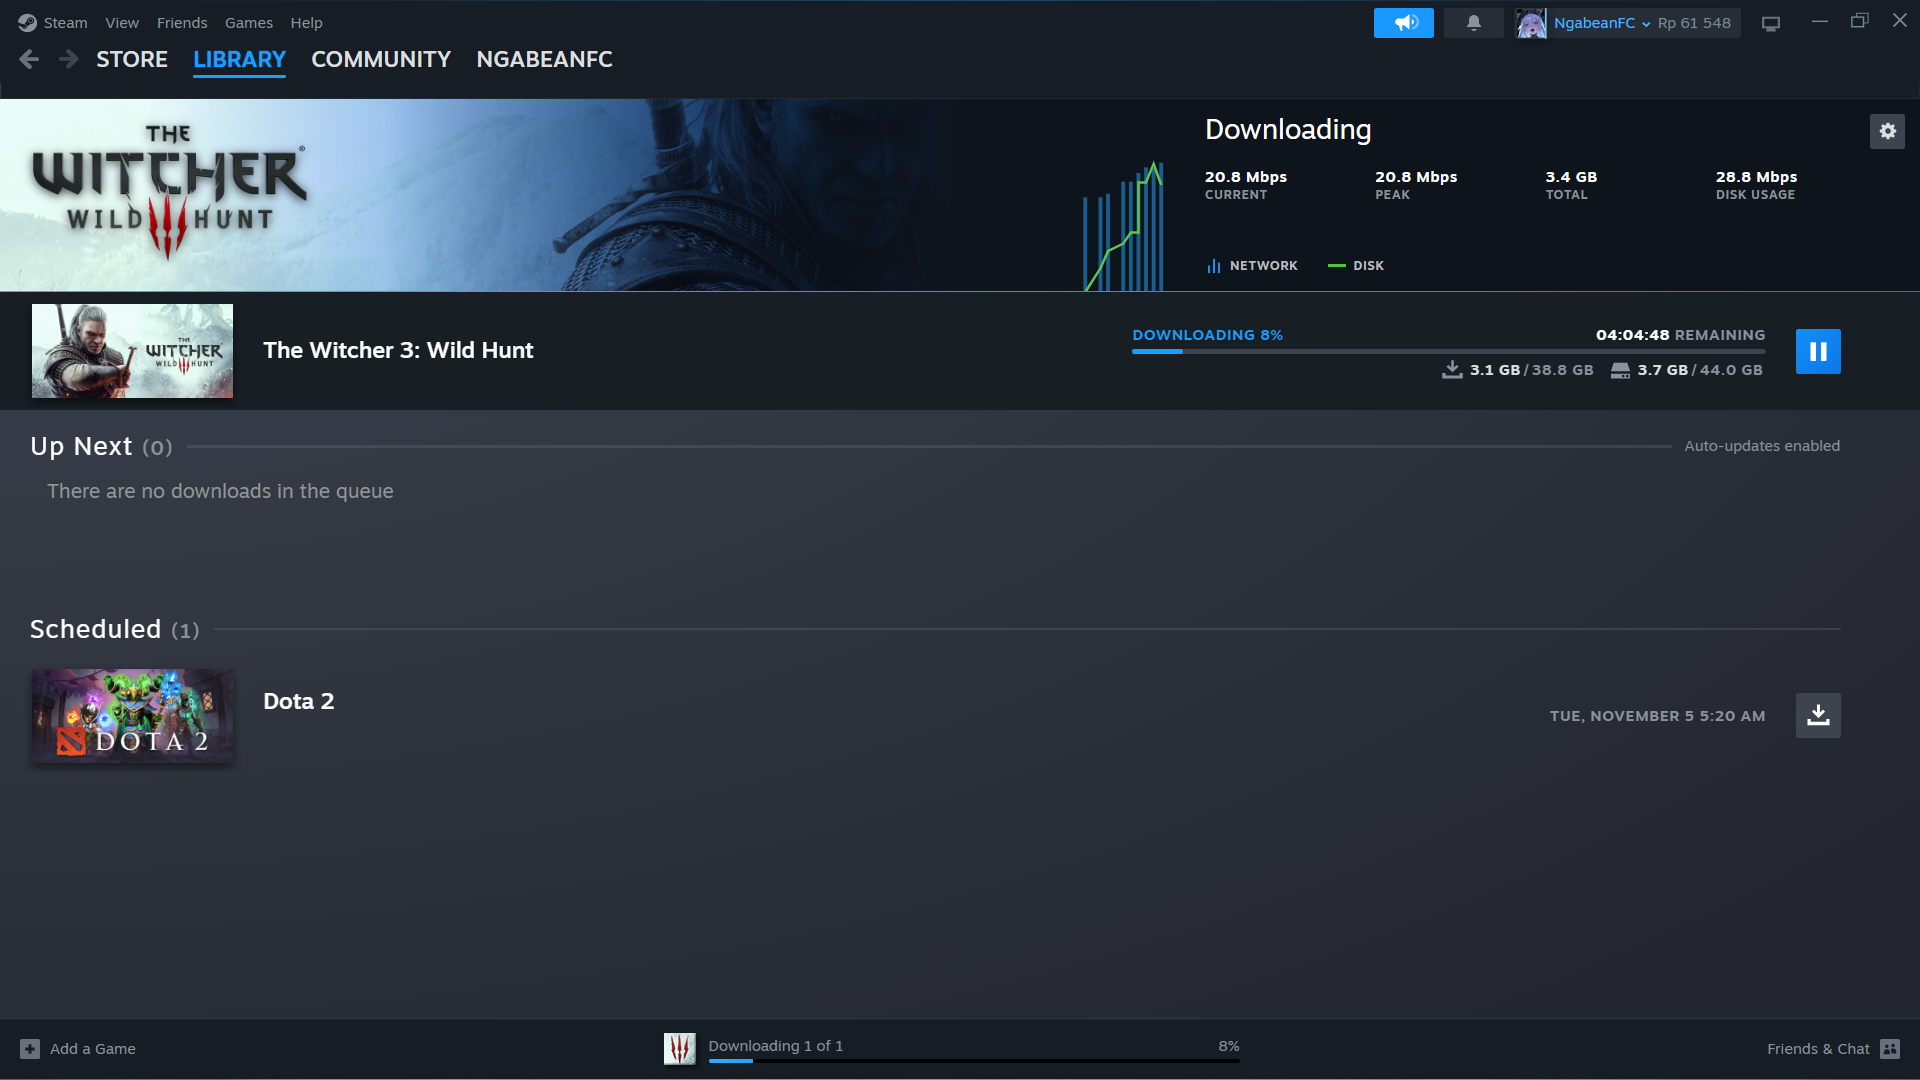 Steam View Friends Games Help
NgabeanFC Rp 61 548
STORE LIBRARY COMMUNITY NGABEANFC
THE
WITCHER®
WILD HUNT
Downloading
20.8 Mbps 20.8 Mbps 3.4 GB 28.8 Mbps
CURRENT PEAK TOTAL DISK USAGE
NETWORK DISK
THE
WITCHER
WILD HUNT
The Witcher 3: Wild Hunt
DOWNLOADING 8% 04:04:48 REMAINING
3.1 GB / 38.8 GB 3.7 GB / 44.0 GB
Up Next (0) Auto-updates enabled
There are no downloads in the queue
Scheduled (1)
DOTA 2
Dota 2
TUE, NOVEMBER 5 5:20 AM
Add a Game
Downloading 1 of 1 8%
Friends & Chat